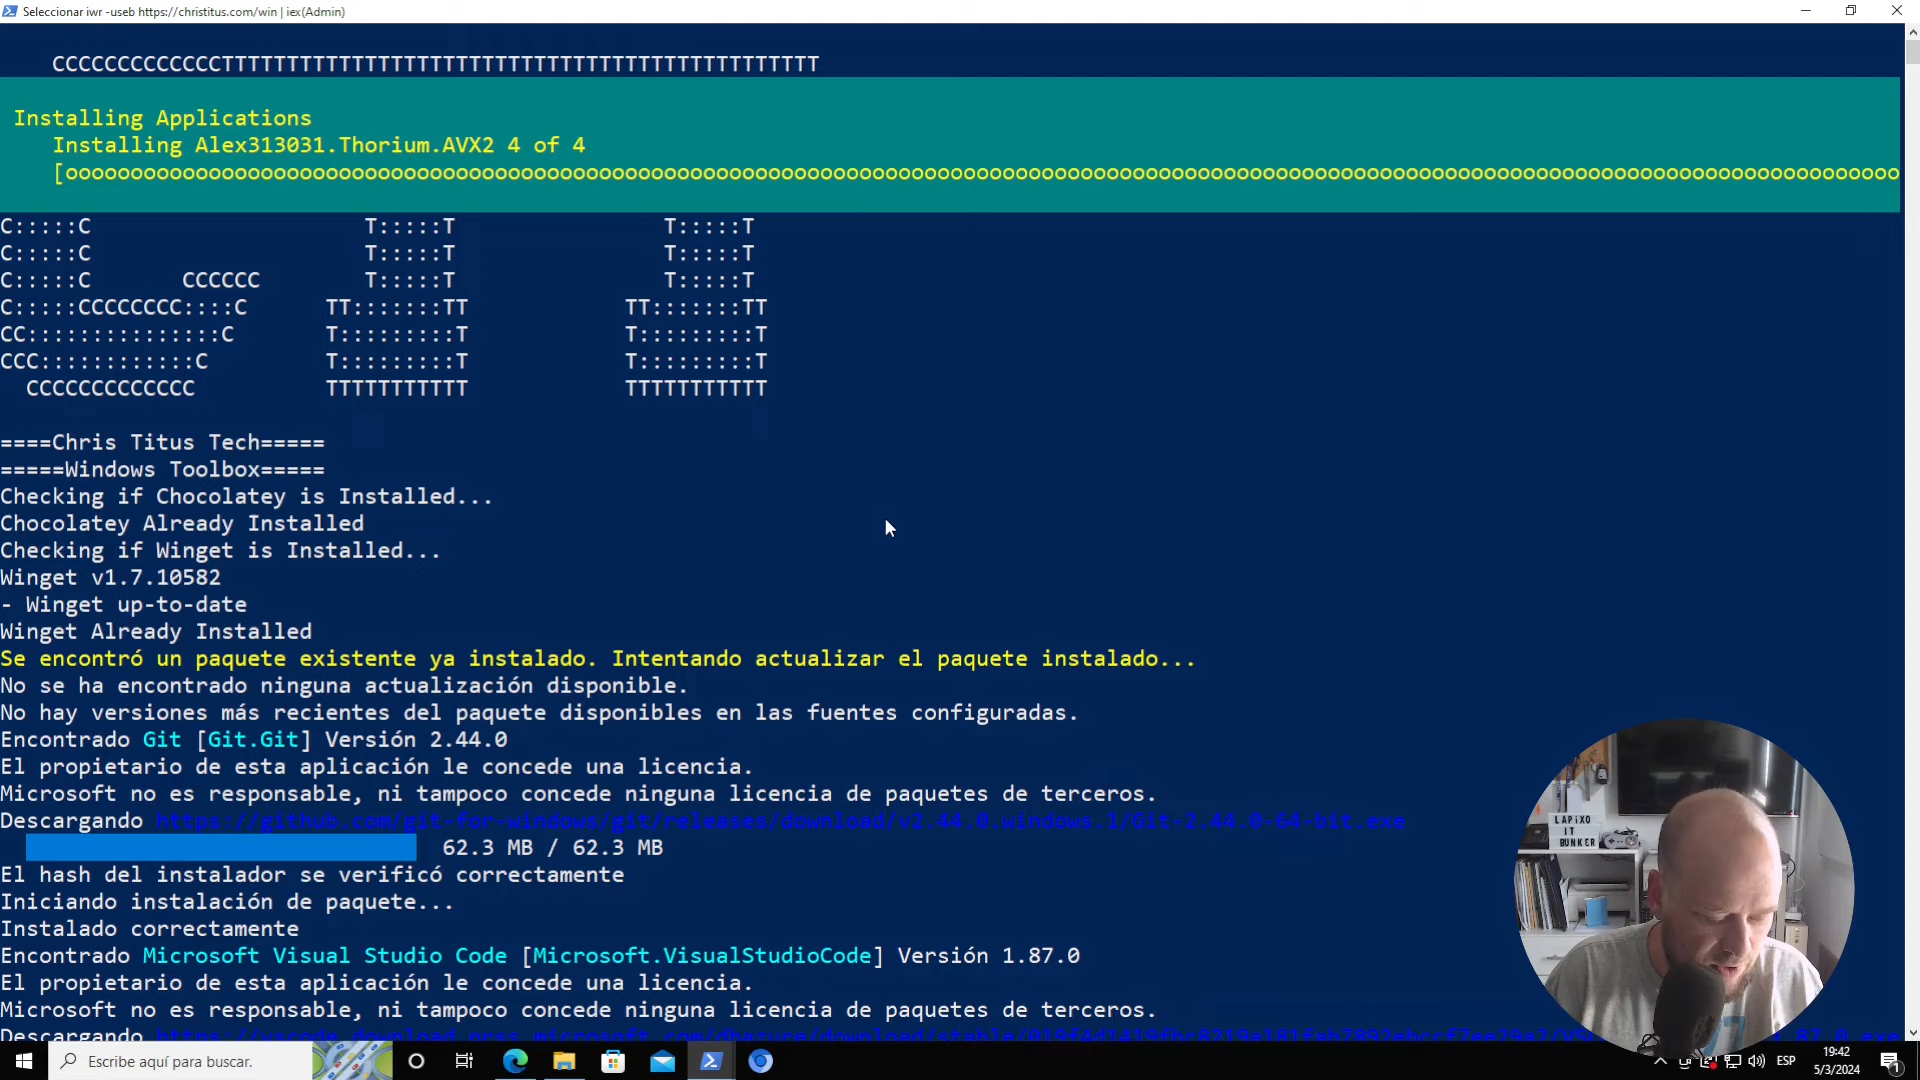 Seleccionar iwr -useb https://christitus.com/win | iex(Admin)
CCCCCCCCCCCCCTTTTTTTTTTTTTTTTTTTTTTTTTTTTTTTTTTTTTTTTTTTTTT
Installing Applications
Installing Alex313031.Thorium.AVX2 4 of 4
C:::::C T:::::T T:::::T
C:::::C T:::::T T:::::T
C:::::C CCCCCC T:::::T T:::::T
C:::::CCCCCCCC::::C TT:::::::TT TT:::::::TT
CC:::::::::::::::C T:::::::::T T:::::::::T
CCC::::::::::::C T:::::::::T T:::::::::T
CCCCCCCCCCCCC TTTTTTTTTTT TTTTTTTTTTT
====Chris Titus Tech=====
=====Windows Toolbox=====
Checking if Chocolatey is Installed...
Chocolatey Already Installed
Checking if Winget is Installed...
Winget v1.7.10582
- Winget up-to-date
Winget Already Installed
Se encontró un paquete existente ya instalado. Intentando actualizar el paquete instalado...
No se ha encontrado ninguna actualización disponible.
No hay versiones más recientes del paquete disponibles en las fuentes configuradas.
Encontrado Git [Git.Git] Versión 2.44.0
El propietario de esta aplicación le concede una licencia.
Microsoft no es responsable, ni tampoco concede ninguna licencia de paquetes de terceros.
Descargando https://github.com/git-for-windows/git/releases/download/v2.44.0.windows.1/Git-2.44.0-64-bit.exe
62.3 MB / 62.3 MB
El hash del instalador se verificó correctamente
Iniciando instalación de paquete...
Instalado correctamente
Encontrado Microsoft Visual Studio Code [Microsoft.VisualStudioCode] Versión 1.87.0
El propietario de esta aplicación le concede una licencia.
Microsoft no es responsable, ni tampoco concede ninguna licencia de paquetes de terceros.
Descargando
LAPIXO
IT
BUNKER
Escribe aquí para buscar.
ESP
19:42
5/3/2024
1